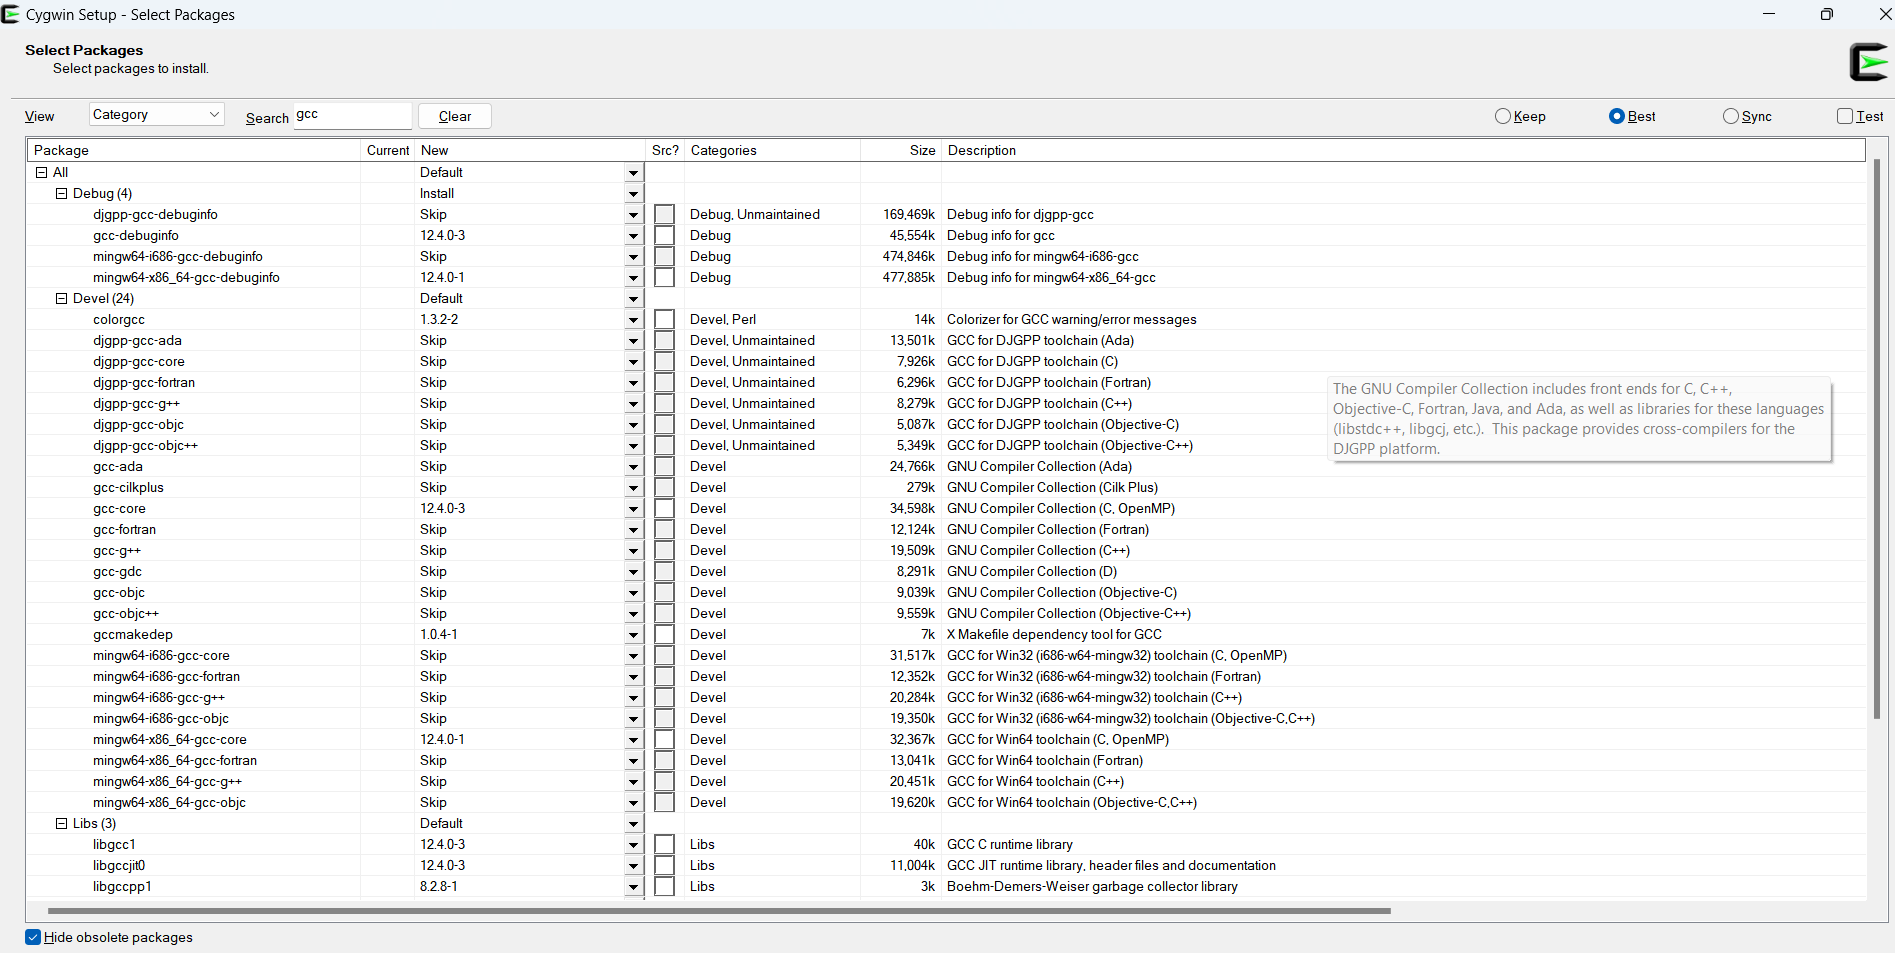 Cygwin Setup - Select Packages
Select Packages
Select packages to install.
View Category Search gcc Clear Keep Best Sync Test
Package Current New Src? Categories Size Description
All Default
Debug (4) Install
djgpp-gcc-debuginfo Skip Debug, Unmaintained 169,469k Debug info for djgpp-gcc
gcc-debuginfo 12.4.0-3 Debug 45,554k Debug info for gcc
mingw64-i686-gcc-debuginfo Skip Debug 474,846k Debug info for mingw64-i686-gcc
mingw64-x86_64-gcc-debuginfo 12.4.0-1 Debug 477,885k Debug info for mingw64-x86_64-gcc
Devel (24) Default
colorgcc 1.3.2-2 Devel, Perl 14k Colorizer for GCC warning/error messages
djgpp-gcc-ada Skip Devel, Unmaintained 13,501k GCC for DJGPP toolchain (Ada)
djgpp-gcc-core Skip Devel, Unmaintained 7,926k GCC for DJGPP toolchain (C)
djgpp-gcc-fortran Skip Devel, Unmaintained 6,296k GCC for DJGPP toolchain (Fortran)
djgpp-gcc-g++ Skip Devel, Unmaintained 8,279k GCC for DJGPP toolchain (C++)
djgpp-gcc-objc Skip Devel, Unmaintained 5,087k GCC for DJGPP toolchain (Objective-C)
djgpp-gcc-objc++ Skip Devel, Unmaintained 5,349k GCC for DJGPP toolchain (Objective-C++)
The GNU Compiler Collection includes front ends for C, C++,
Objective-C, Fortran, Java, and Ada, as well as libraries for these languages
(libstdc++, libgcj, etc.). This package provides cross-compilers for the
DJGPP platform.
gcc-ada Skip Devel 24,766k GNU Compiler Collection (Ada)
gcc-cilkplus Skip Devel 279k GNU Compiler Collection (Cilk Plus)
gcc-core 12.4.0-3 Devel 34,598k GNU Compiler Collection (C, OpenMP)
gcc-fortran Skip Devel 12,124k GNU Compiler Collection (Fortran)
gcc-g++ Skip Devel 19,509k GNU Compiler Collection (C++)
gcc-gdc Skip Devel 8,291k GNU Compiler Collection (D)
gcc-objc Skip Devel 9,039k GNU Compiler Collection (Objective-C)
gcc-objc++ Skip Devel 9,559k GNU Compiler Collection (Objective-C++)
gccmakedep 1.0.4-1 Devel 7k X Makefile dependency tool for GCC
mingw64-i686-gcc-core Skip Devel 31,517k GCC for Win32 (i686-w64-mingw32) toolchain (C, OpenMP)
mingw64-i686-gcc-fortran Skip Devel 12,352k GCC for Win32 (i686-w64-mingw32) toolchain (Fortran)
mingw64-i686-gcc-g++ Skip Devel 20,284k GCC for Win32 (i686-w64-mingw32) toolchain (C++)
mingw64-i686-gcc-objc Skip Devel 19,350k GCC for Win32 (i686-w64-mingw32) toolchain (Objective-C,C++)
mingw64-x86_64-gcc-core 12.4.0-1 Devel 32,367k GCC for Win64 toolchain (C, OpenMP)
mingw64-x86_64-gcc-fortran Skip Devel 13,041k GCC for Win64 toolchain (Fortran)
mingw64-x86_64-gcc-g++ Skip Devel 20,451k GCC for Win64 toolchain (C++)
mingw64-x86_64-gcc-objc Skip Devel 19,620k GCC for Win64 toolchain (Objective-C,C++)
Libs (3) Default
libgcc1 12.4.0-3 Libs 40k GCC C runtime library
libgccjit0 12.4.0-3 Libs 11,004k GCC JIT runtime library, header files and documentation
libgccpp1 8.2.8-1 Libs 3k Boehm-Demers-Weiser garbage collector library
Hide obsolete packages